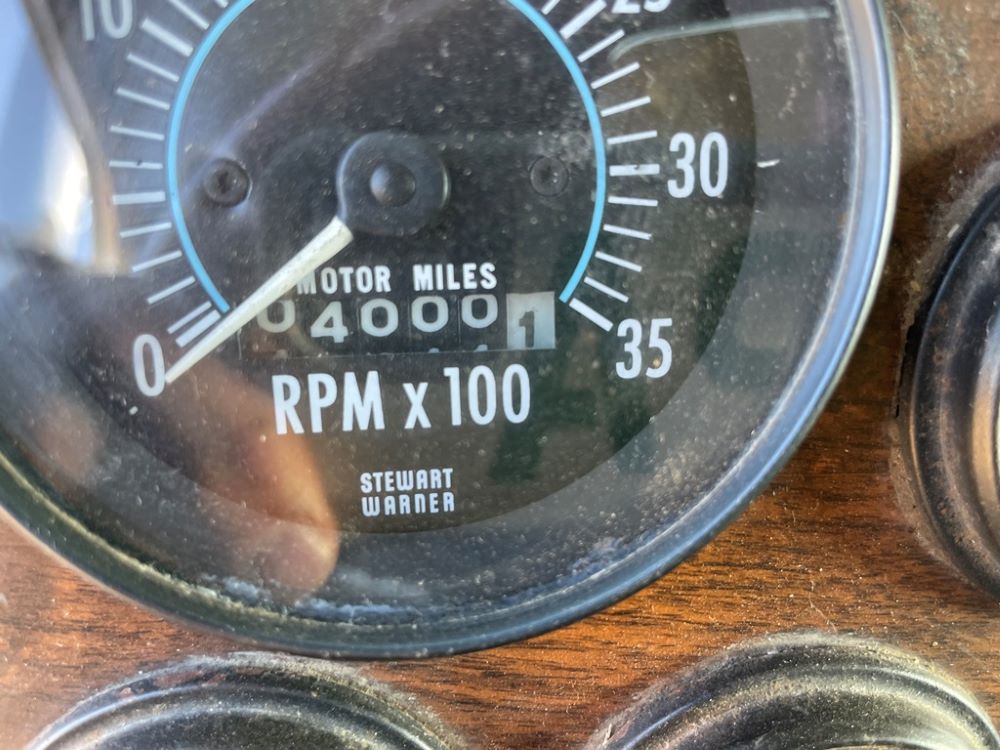 10
25
30
MOTOR MILES
040001
0
35
RPM x 100
STEWART
WARNER